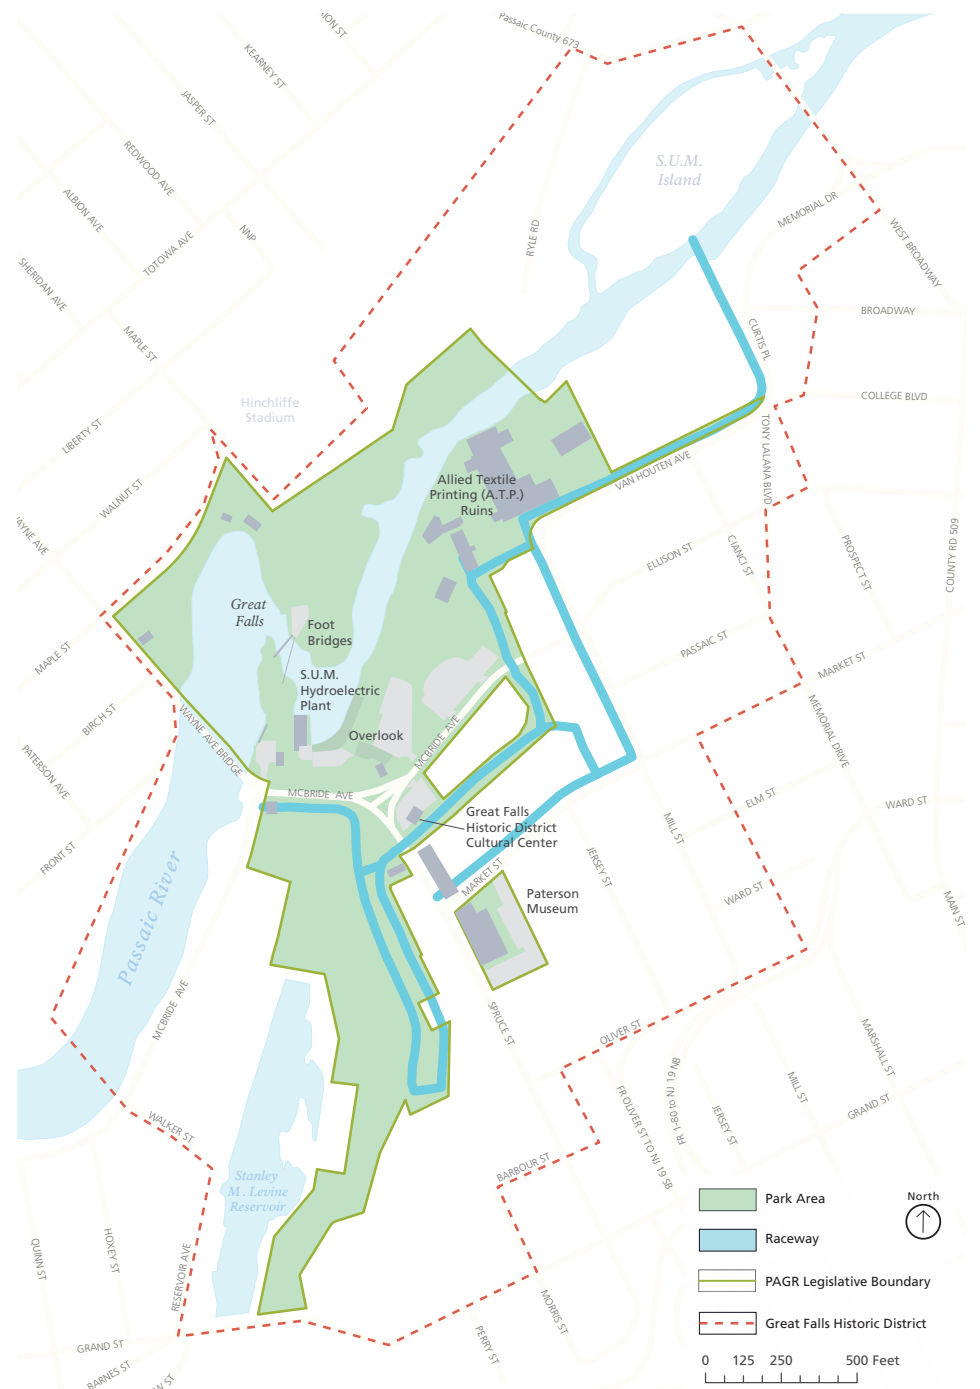 ION ST
Passaic County 673
KEARNEY ST
JASPER ST
REDWOOD AVE
ALBION AVE
S.U.M.
Island
MEMORIAL DR
NNP
TOTOWA AVE
RYLE RD
WEST BROADWAY
SHERIDAN AVE
BROADWAY
MAPLE ST
CURTIS PL
COLLEGE BLVD
Hinchliffe
Stadium
LIBERTY ST
TONY LALANA BLVD
VAN HOUTEN AVE
Allied Textile
Printing (A.T.P.)
Ruins
WALNUT ST
AYNE AVE
ELLISON ST
CIANCI ST
PROSPECT ST
COUNTY RD 509
Great
Falls
Foot
Bridges
PASSAIC ST
MARKET ST
MAPLE ST
S.U.M.
Hydroelectric
Plant
BIRCH ST
WAYNE AVE BRIDGE
Overlook
MCBRIDE AVE
MEMORIAL DRIVE
PATERSON AVE
MCBRIDE AVE
ELM ST
WARD ST
Great Falls
Historic District
Cultural Center
MILL ST
FRONT ST
JERSEY ST
MARKET ST
WARD ST
Paterson
Museum
MAIN ST
Passaic River
MCBRIDE AVE
SPRUCE ST
OLIVER ST
MARSHALL ST
FR OLIVER ST TO NJ 19 SB
FR 1-80 to NJ 19 NB
JERSEY ST
MILL ST
GRAND ST
WALKER ST
BARBOUR ST
Stanley
M . Levine
Reservoir
QUINN ST
HOXEY ST
RESERVOIR AVE
MORRIS ST
PERRY ST
GRAND ST
BARNES ST
W ST
Park Area
North
Raceway
PAGR Legislative Boundary
Great Falls Historic District
0 125 250 500 Feet